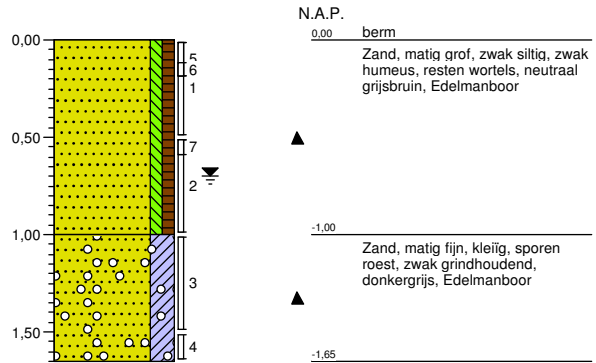 N.A.P.
0,00
0,00
berm
Zand, matig grof, zwak siltig, zwak
humeus, resten wortels, neutraal
grijsbruin, Edelmanboor
5
6
1
0,50
7
2
1,00
-1,00
Zand, matig fijn, kleiïg, sporen
roest, zwak grindhoudend,
donkergrijs, Edelmanboor
3
1,50
4
-1,65